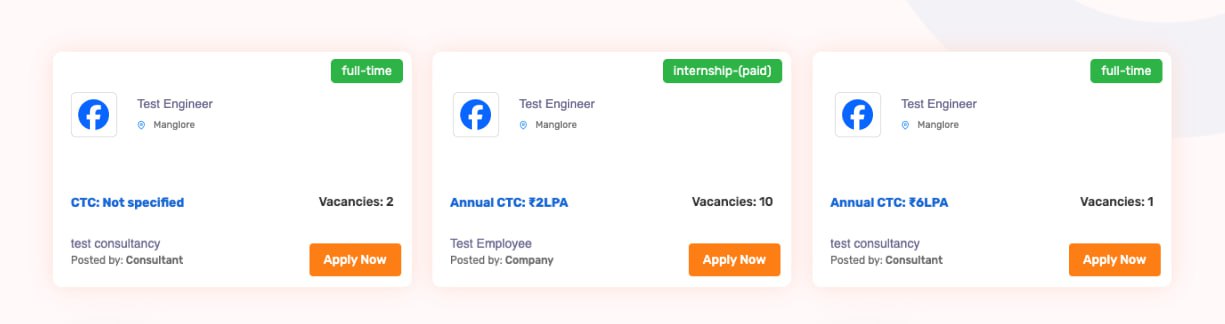 full-time
Test Engineer
Manglore
CTC: Not specified
Vacancies: 2
test consultancy
Posted by: Consultant
Apply Now
internship-(paid)
Test Engineer
Manglore
Annual CTC: ₹2LPA
Vacancies: 10
Test Employee
Posted by: Company
Apply Now
full-time
Test Engineer
Manglore
Annual CTC: ₹6LPA
Vacancies: 1
test consultancy
Posted by: Consultant
Apply Now